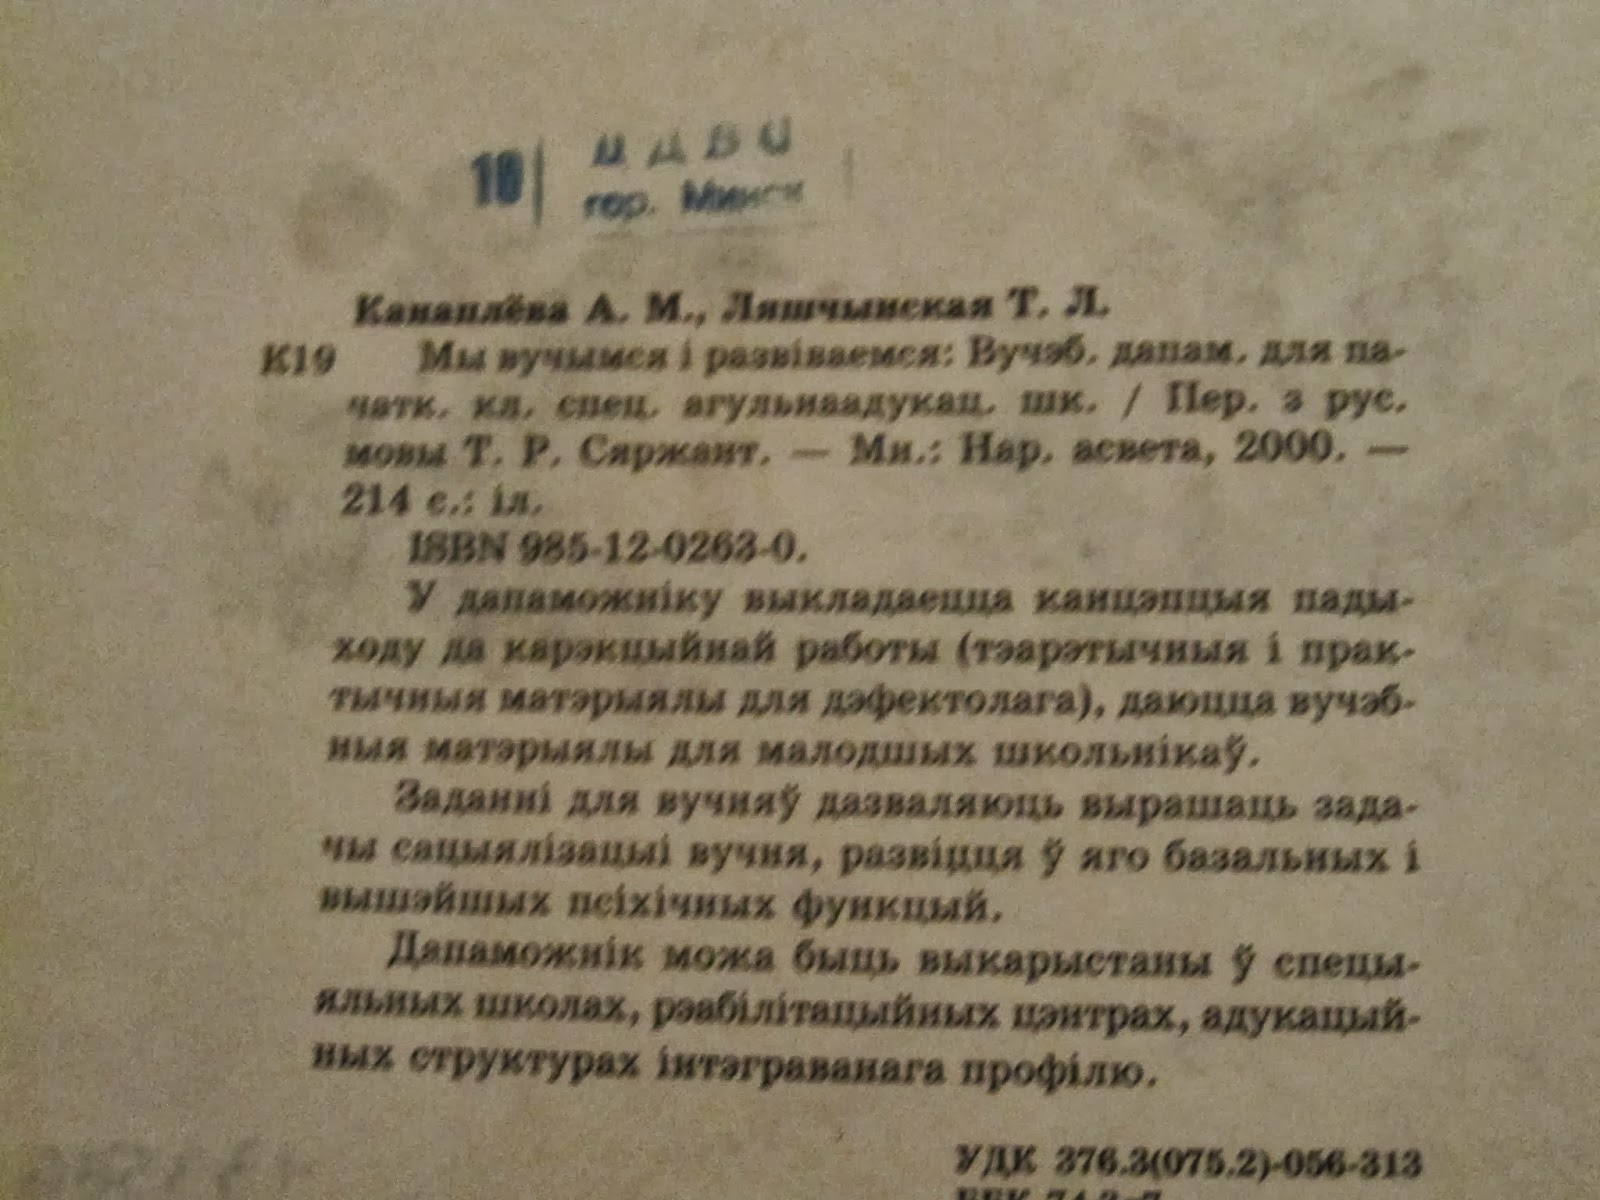 10
ЦДВС
гор. Минск
Канаплёва А. М., Ляшчынская Т. Л.
К19 Мы вучымся і развіваемся: Вучэб. дапам. для па-
чатк. кл. спец. агульнаадукац. шк. / Пер. з рус.
мовы Т. Р. Сяржант. — Мн.: Нар. асвета, 2000. —
214 с.: іл.
ISBN 985-12-0263-0.
У дапаможніку выкладаецца канцэпцыя пады-
ходу да карэкцыйнай работы (тэарэтычныя і прак-
тычныя матэрыялы для дэфектолага), даюцца вучэб-
ныя матэрыялы для малодшых школьнікаў.
Заданні для вучняў дазваляюць вырашаць зада-
чы сацыялізацыі вучня, развіцця ў яго базальных і
вышэйшых псіхічных функцый.
Дапаможнік можа быць выкарыстаны ў спецы-
яльных школах, рэабілітацыйных цэнтрах, адукацый-
ных структурах інтэграванага профілю.
УДК 376.3(075.2)-056-313